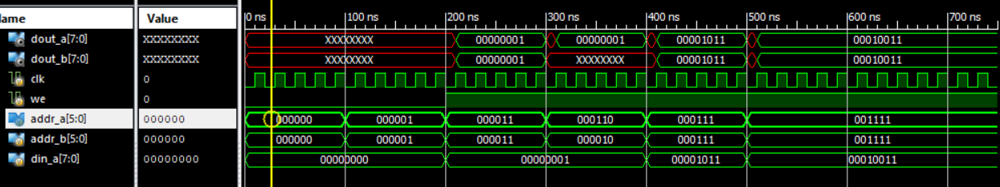 lame Value 0 ns 100 ns 200 ns 300 ns 400 ns 500 ns 600 ns 700 ns
dout_a[7:0] XXXXXXXX XXXXXXXX 00000001 00000001 00001011 00010011
dout_b[7:0] XXXXXXXX XXXXXXXX 00000001 XXXXXXXX 00001011 00010011
clk 0
we 0
addr_a[5:0] 000000 000000 000001 000011 000110 000111 001111
addr_b[5:0] 000000 000000 000001 000011 000010 000111 001111
din_a[7:0] 00000000 00000000 00000001 00001011 00010011